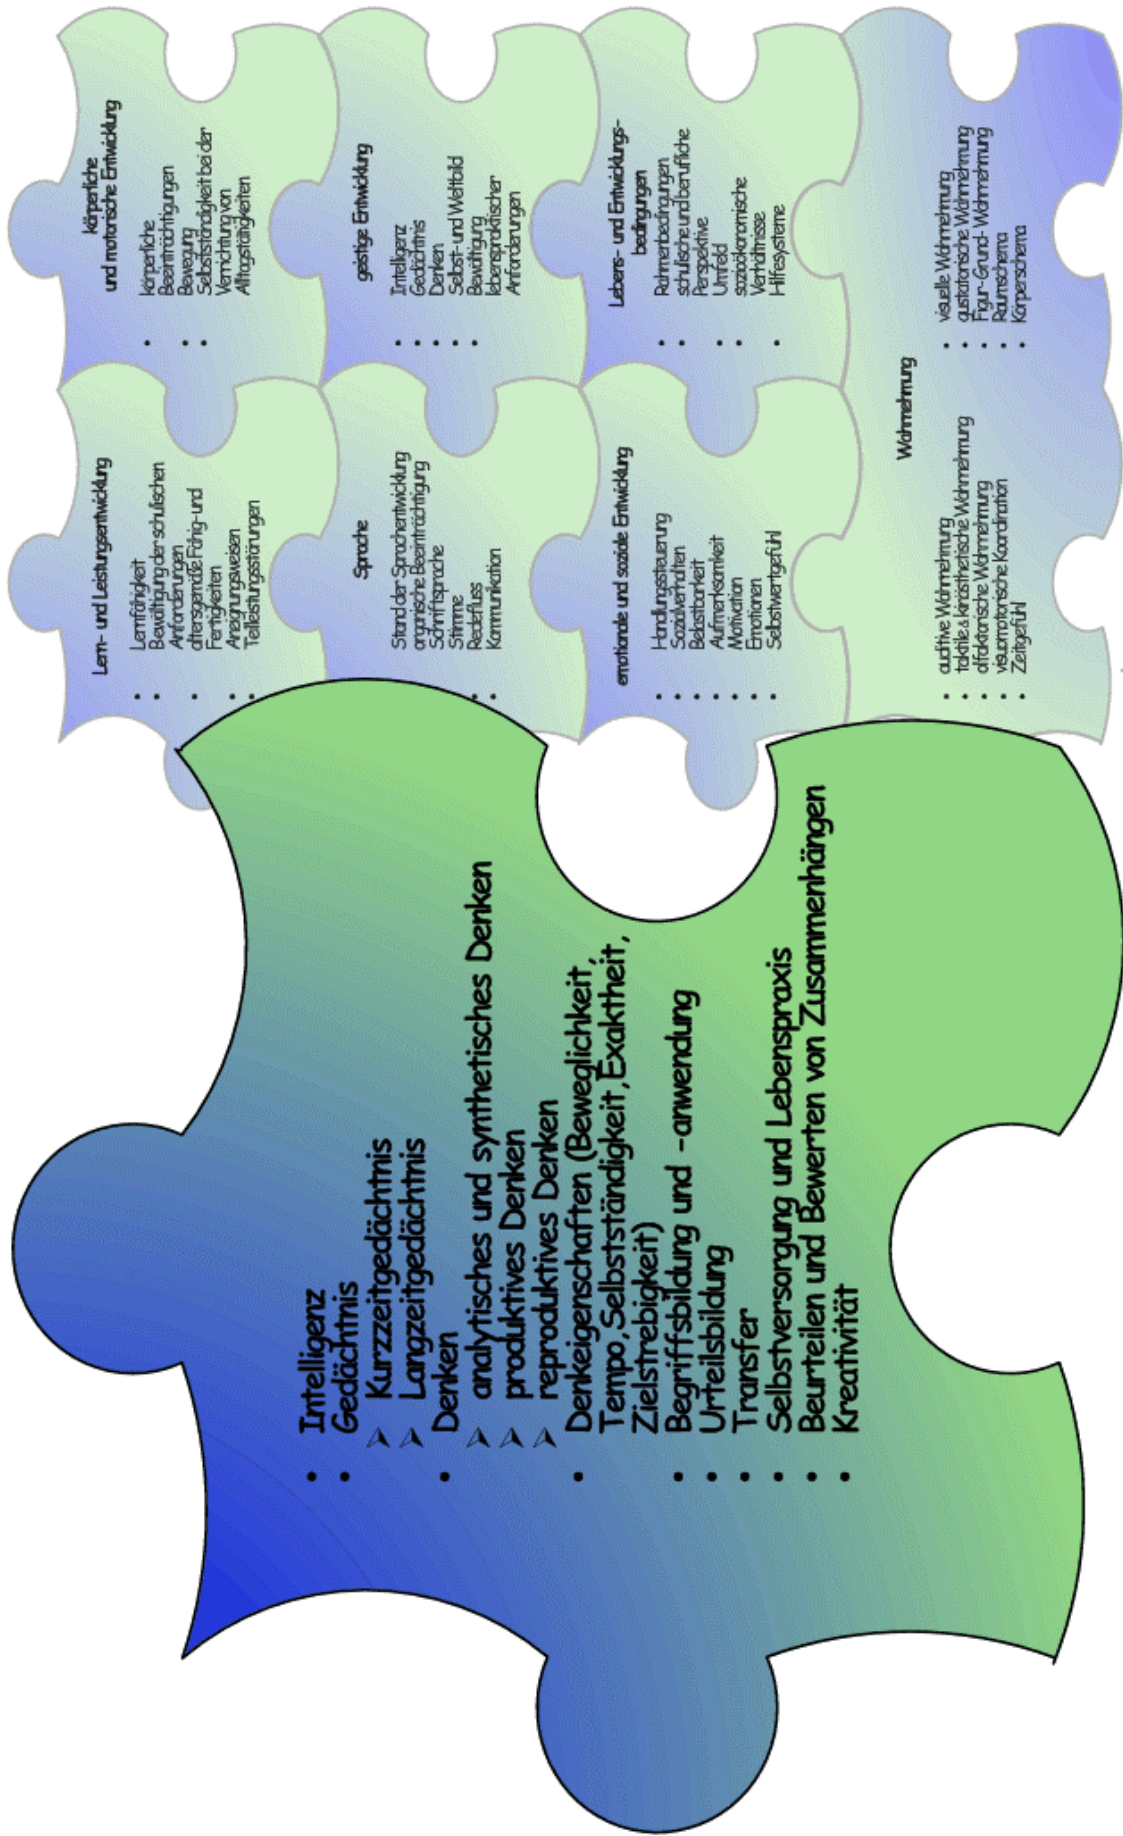 • Intelligenz
• Gedächtnis
➢ Kurzzeitgedächtnis
➢ Langzeitgedächtnis
• Denken
➢ analytisches und synthetisches Denken
➢ produktives Denken
➢ reproduktives Denken
• Denkeigenschaften (Beweglichkeit,
Tempo, Selbstständigkeit, Exaktheit,
Zielstrebigkeit)
• Begriffsbildung und -anwendung
• Urteilsbildung
• Transfer
• Selbstversorgung und Lebenspraxis
• Beurteilen und Bewerten von Zusammenhängen
• Kreativität
Lern- und Leistungsentwicklung
• Lernfähigkeit
• Bewältigung der schulischen
Anforderungen
• altersgemäße Fähig- und
Fertigkeiten
• Aneignungsweisen
• Teilleistungsstörungen
körperliche
und motorische Entwicklung
• körperliche
Beeinträchtigungen
• Bewegung
• Selbstständigkeit bei der
Verrichtung von
Alltagstätigkeiten
Sprache
Stand der Sprachentwicklung
organische Beeinträchtigung
Schriftsprache
Stimme
• Redefluss
• Kommunikation
geistige Entwicklung
• Intelligenz
• Gedächtnis
• Denken
• Selbst- und Weltbild
• Bewältigung
lebenspraktischer
Anforderungen
emotionale und soziale Entwicklung
• Handlungssteuerung
• Sozialverhalten
• Belastbarkeit
• Aufmerksamkeit
• Motivation
• Emotionen
• Selbstwertgefühl
Lebens- und Entwicklungs-
bedingungen
• Rahmenbedingungen
• schulische und berufliche
Perspektive
• Umfeld
• sozioökonomische
Verhältnisse
• Hilfesysteme
Wahrnehmung
• auditive Wahrnehmung
• taktile & kinästhetische Wahrnehmung
• olfaktorische Wahrnehmung
• visuomotorische Koordination
• Zeitgefühl
• visuelle Wahrnehmung
• gustatorische Wahrnehmung
• Figur-Grund- Wahrnehmung
• Raumschema
• Körperschema